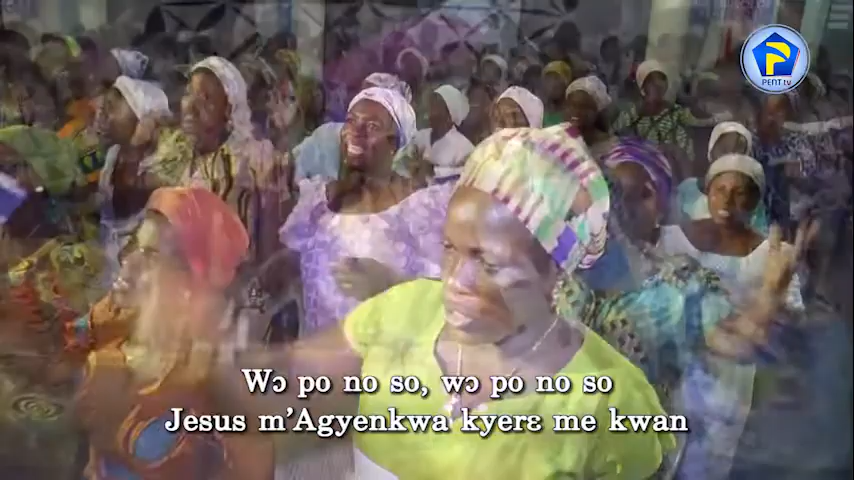 PENT tv
Wɔ po no so, wɔ po no so
Jesus m'Agyenkwa kyerɛ me kwan